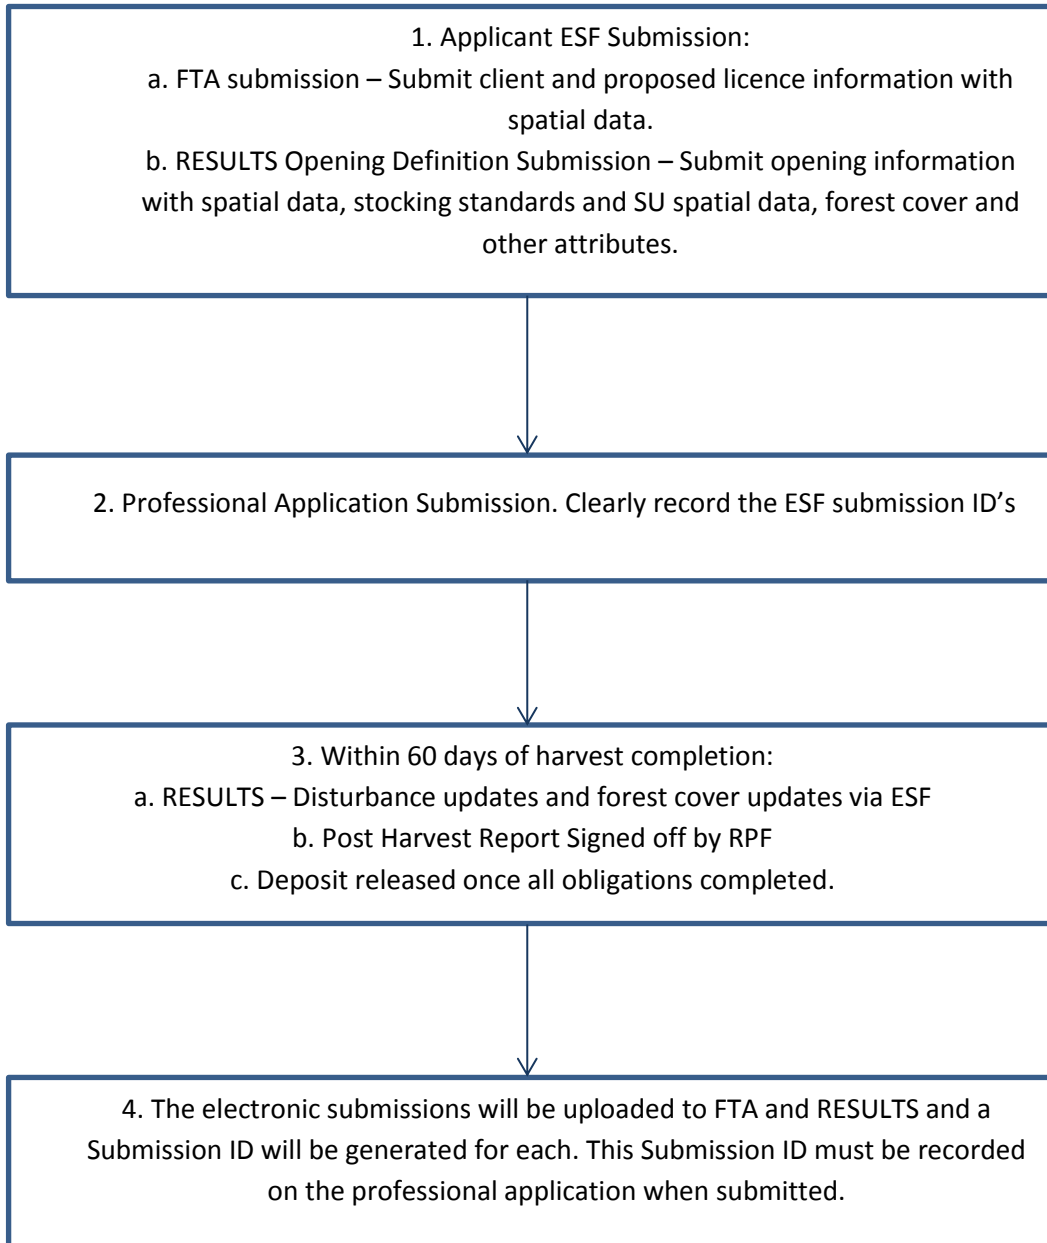 1. Applicant ESF Submission:
a. FTA submission – Submit client and proposed licence information with
spatial data.
b. RESULTS Opening Definition Submission – Submit opening information
with spatial data, stocking standards and SU spatial data, forest cover and
other attributes.
2. Professional Application Submission. Clearly record the ESF submission ID’s
3. Within 60 days of harvest completion:
a. RESULTS – Disturbance updates and forest cover updates via ESF
b. Post Harvest Report Signed off by RPF
c. Deposit released once all obligations completed.
4. The electronic submissions will be uploaded to FTA and RESULTS and a
Submission ID will be generated for each. This Submission ID must be recorded
on the professional application when submitted.